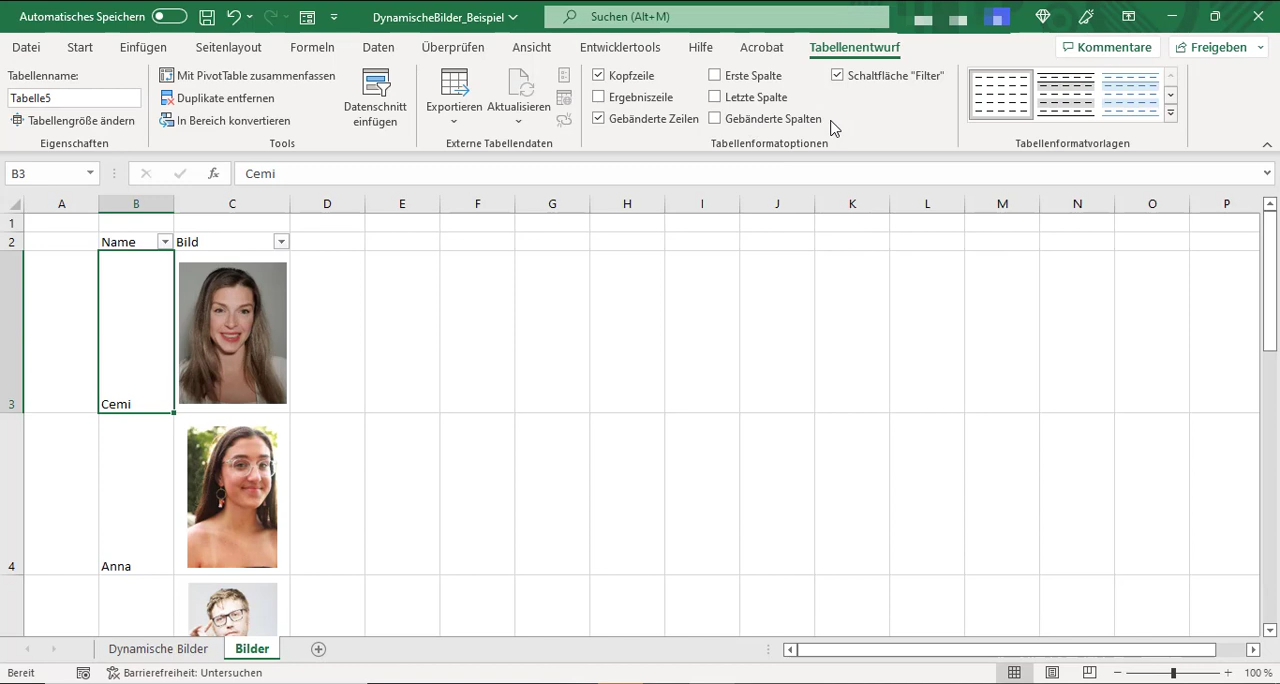 Automatisches Speichern DynamischeBilder_Beispiel Suchen (Alt+M)
Datei Start Einfügen Seitenlayout Formeln Daten Überprüfen Ansicht Entwicklertools Hilfe Acrobat Tabellenentwurf Kommentare Freigeben
Tabellenname:
Tabelle5
Tabellengröße ändern
Eigenschaften
Mit PivotTable zusammenfassen
Duplikate entfernen
In Bereich konvertieren
Datenschnitt
einfügen
Tools
Exportieren Aktualisieren
Externe Tabellendaten
Kopfzeile
Ergebniszeile
Gebänderte Zeilen
Erste Spalte
Letzte Spalte
Gebänderte Spalten
Schaltfläche "Filter"
Tabellenformatoptionen
Tabellenformatvorlagen
B3 fx Cemi
A B C D E F G H I J K L M N O P
1
2 Name Bild
3 Cemi
4 Anna
Dynamische Bilder Bilder
Bereit Barrierefreiheit: Untersuchen 100 %